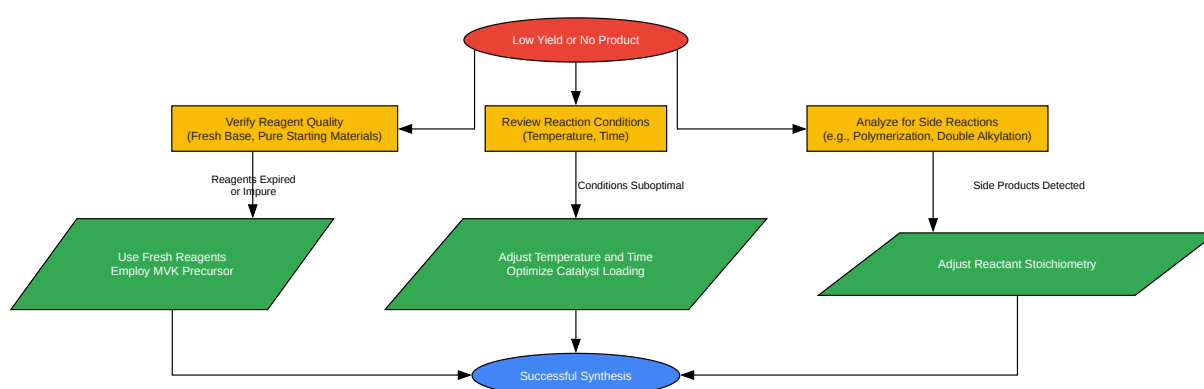 Low Yield or No Product
Verify Reagent Quality
(Fresh Base, Pure Starting Materials)
Review Reaction Conditions
(Temperature, Time)
Analyze for Side Reactions
(e.g., Polymerization, Double Alkylation)
Reagents Expired
or Impure
Conditions Suboptimal
Side Products Detected
Use Fresh Reagents
Employ MVK Precursor
Adjust Temperature and Time
Optimize Catalyst Loading
Adjust Reactant Stoichiometry
Successful Synthesis